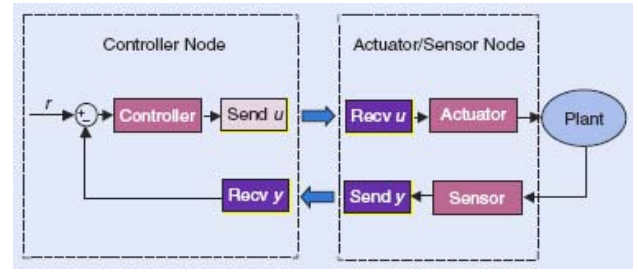 Controller Node
Actuator/Sensor Node
r
+
−
Controller
Send u
Recv u
Actuator
Plant
Recv y
Send y
Sensor